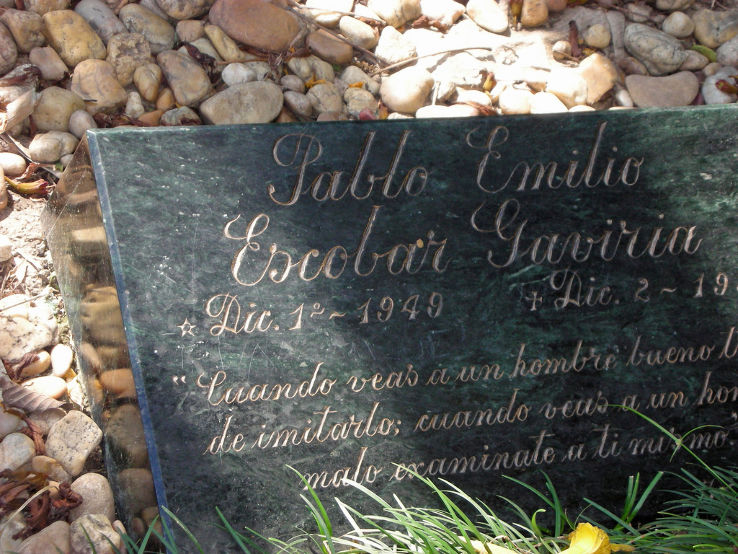 Pablo Emilio
Escobar Gaviria
☆ Dic. 1º - 1949 ✝ Dic. 2 - 19
"Cuando veas a un hombre bueno
de imitarlo; cuando veas a un
malo examinate a ti mismo."